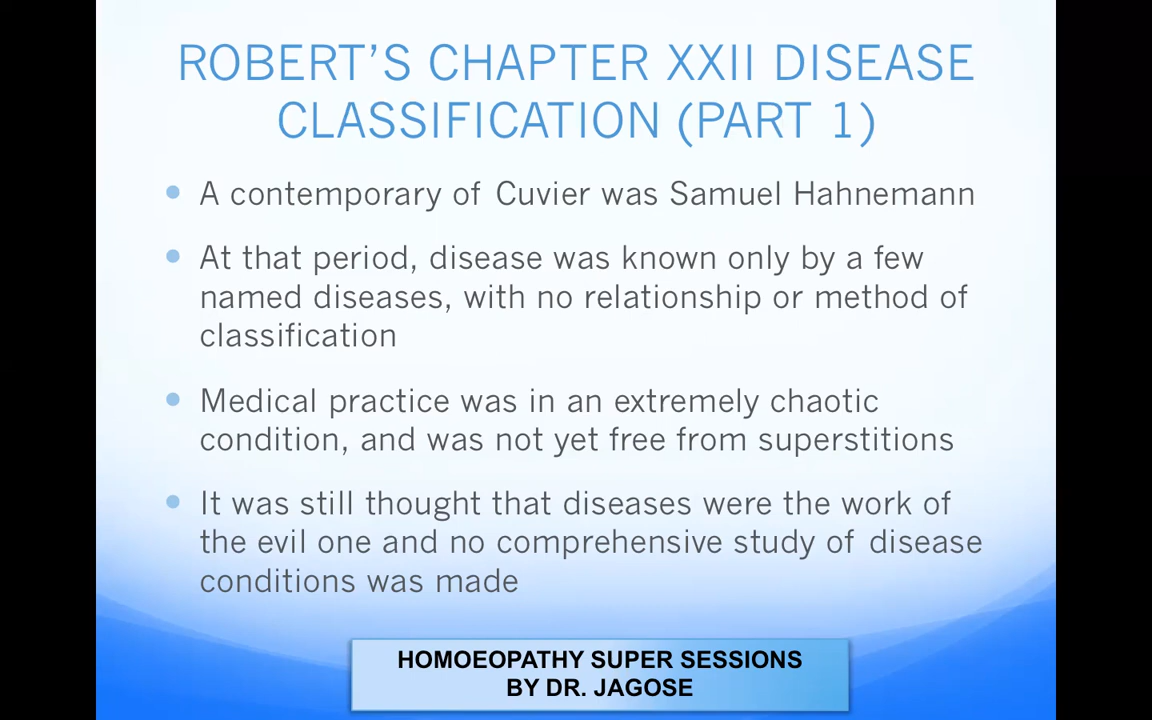 ROBERT’S CHAPTER XXII DISEASE
CLASSIFICATION (PART 1)
• A contemporary of Cuvier was Samuel Hahnemann
• At that period, disease was known only by a few
named diseases, with no relationship or method of
classification
• Medical practice was in an extremely chaotic
condition, and was not yet free from superstitions
• It was still thought that diseases were the work of
the evil one and no comprehensive study of disease
conditions was made
HOMOEOPATHY SUPER SESSIONS
BY DR. JAGOSE